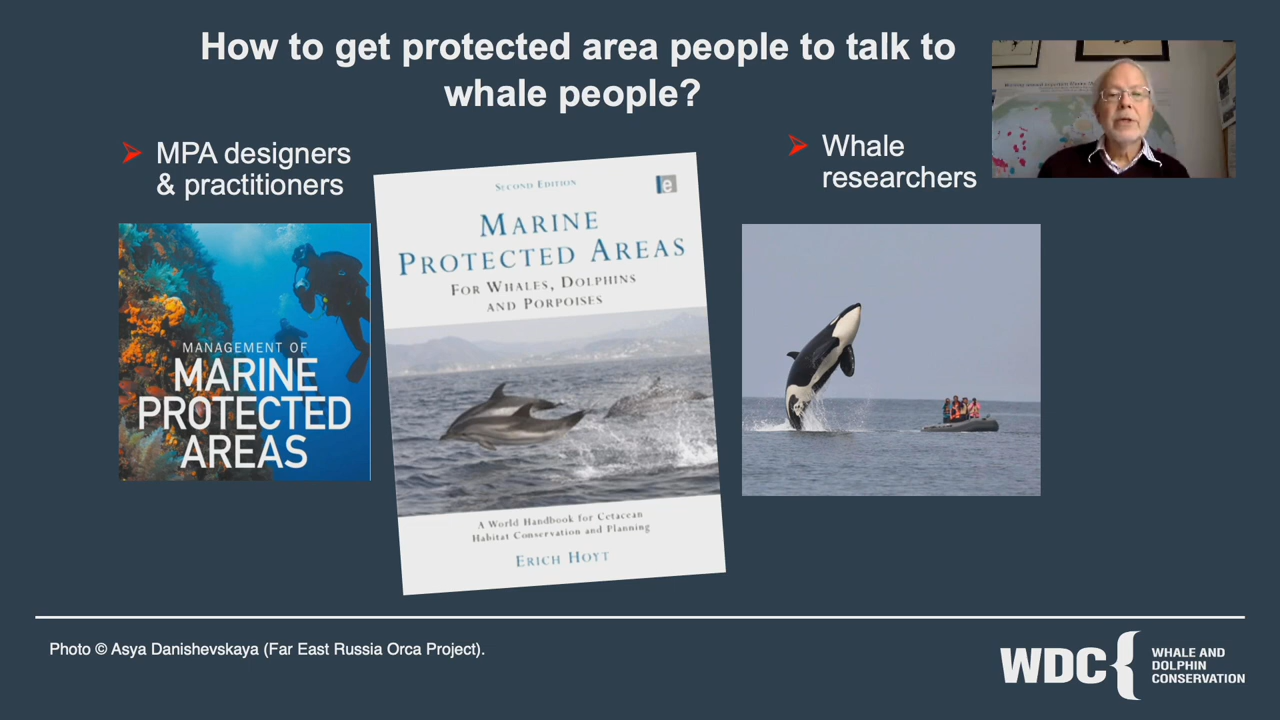 How to get protected area people to talk to
whale people?
MPA designers
& practitioners
Whale
researchers
MANAGEMENT OF
MARINE
PROTECTED
AREAS
SECOND EDITION
e
MARINE
PROTECTED AREAS
FOR WHALES, DOLPHINS
AND PORPOISES
A World Handbook for Cetacean
Habitat Conservation and Planning
ERICH HOYT
Photo © Asya Danishevskaya (Far East Russia Orca Project).
WDC
WHALE AND
DOLPHIN
CONSERVATION